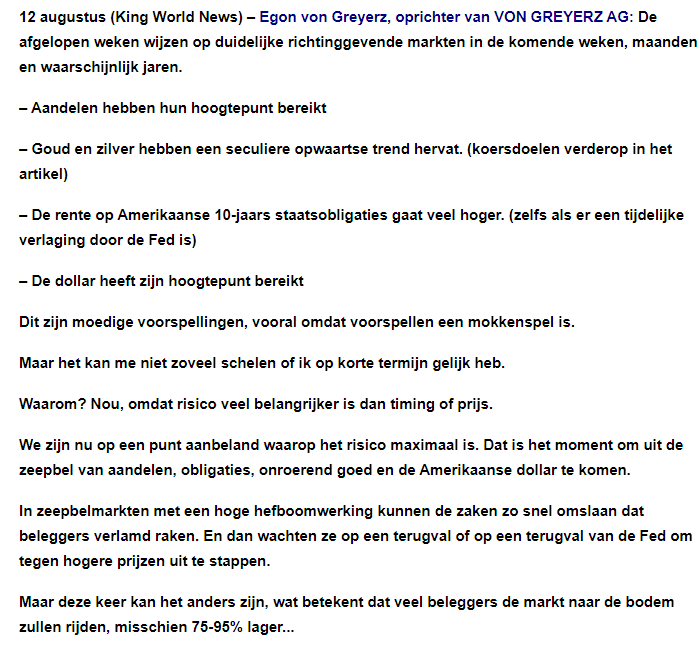 12 augustus (King World News) – Egon von Greyerz, oprichter van VON GREYERZ AG: De
afgelopen weken wijzen op duidelijke richtinggevende markten in de komende weken, maanden
en waarschijnlijk jaren.
– Aandelen hebben hun hoogtepunt bereikt
– Goud en zilver hebben een seculiere opwaartse trend hervat. (koersdoelen verderop in het
artikel)
– De rente op Amerikaanse 10-jaars staatsobligaties gaat veel hoger. (zelfs als er een tijdelijke
verlaging door de Fed is)
– De dollar heeft zijn hoogtepunt bereikt
Dit zijn moedige voorspellingen, vooral omdat voorspellen een mokkenspel is.
Maar het kan me niet zoveel schelen of ik op korte termijn gelijk heb.
Waarom? Nou, omdat risico veel belangrijker is dan timing of prijs.
We zijn nu op een punt aanbeland waarop het risico maximaal is. Dat is het moment om uit de
zeepbel van aandelen, obligaties, onroerend goed en de Amerikaanse dollar te komen.
In zeepbelmarkten met een hoge hefboomwerking kunnen de zaken zo snel omslaan dat
beleggers verlamd raken. En dan wachten ze op een terugval of op een terugval van de Fed om
tegen hogere prijzen uit te stappen.
Maar deze keer kan het anders zijn, wat betekent dat veel beleggers de markt naar de bodem
zullen rijden, misschien 75-95% lager...